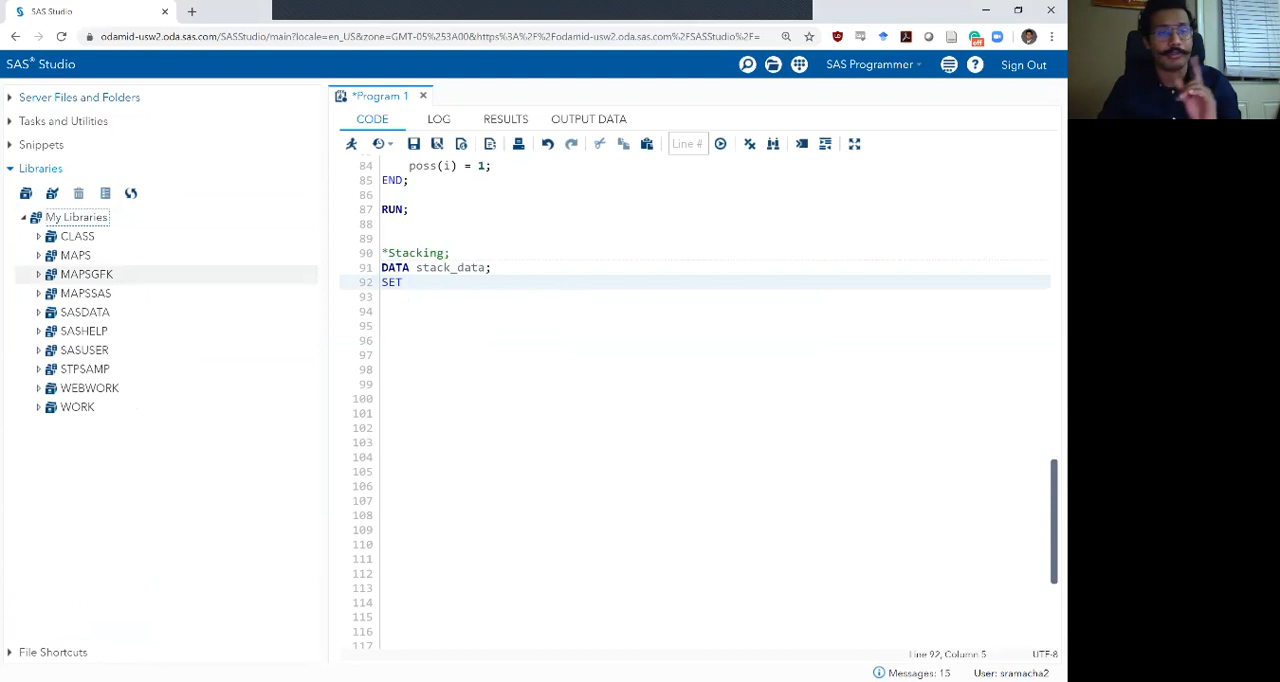 SAS Studio
odamid-usw2.oda.sas.com/SASStudio/main?locale=en_US&zone=GMT-05%253A00&https%3A%2F%2Fodamid-usw2.oda.sas.com%2FSASStudio%2F=
SAS® Studio
SAS Programmer
Sign Out
Server Files and Folders
Tasks and Utilities
Snippets
Libraries
My Libraries
CLASS
MAPS
MAPSGFK
MAPSSAS
SASDATA
SASHELP
SASUSER
STPSAMP
WEBWORK
WORK
File Shortcuts
*Program 1
CODE LOG RESULTS OUTPUT DATA
Line #
84 poss(i) = 1;
85 END;
86
87 RUN;
88
89
90 *Stacking;
91 DATA stack_data;
92 SET
93
94
95
96
97
98
99
100
101
102
103
104
105
106
107
108
109
110
111
112
113
114
115
116
117
Line 92, Column 5
UTF-8
Messages: 15
User: sramacha2